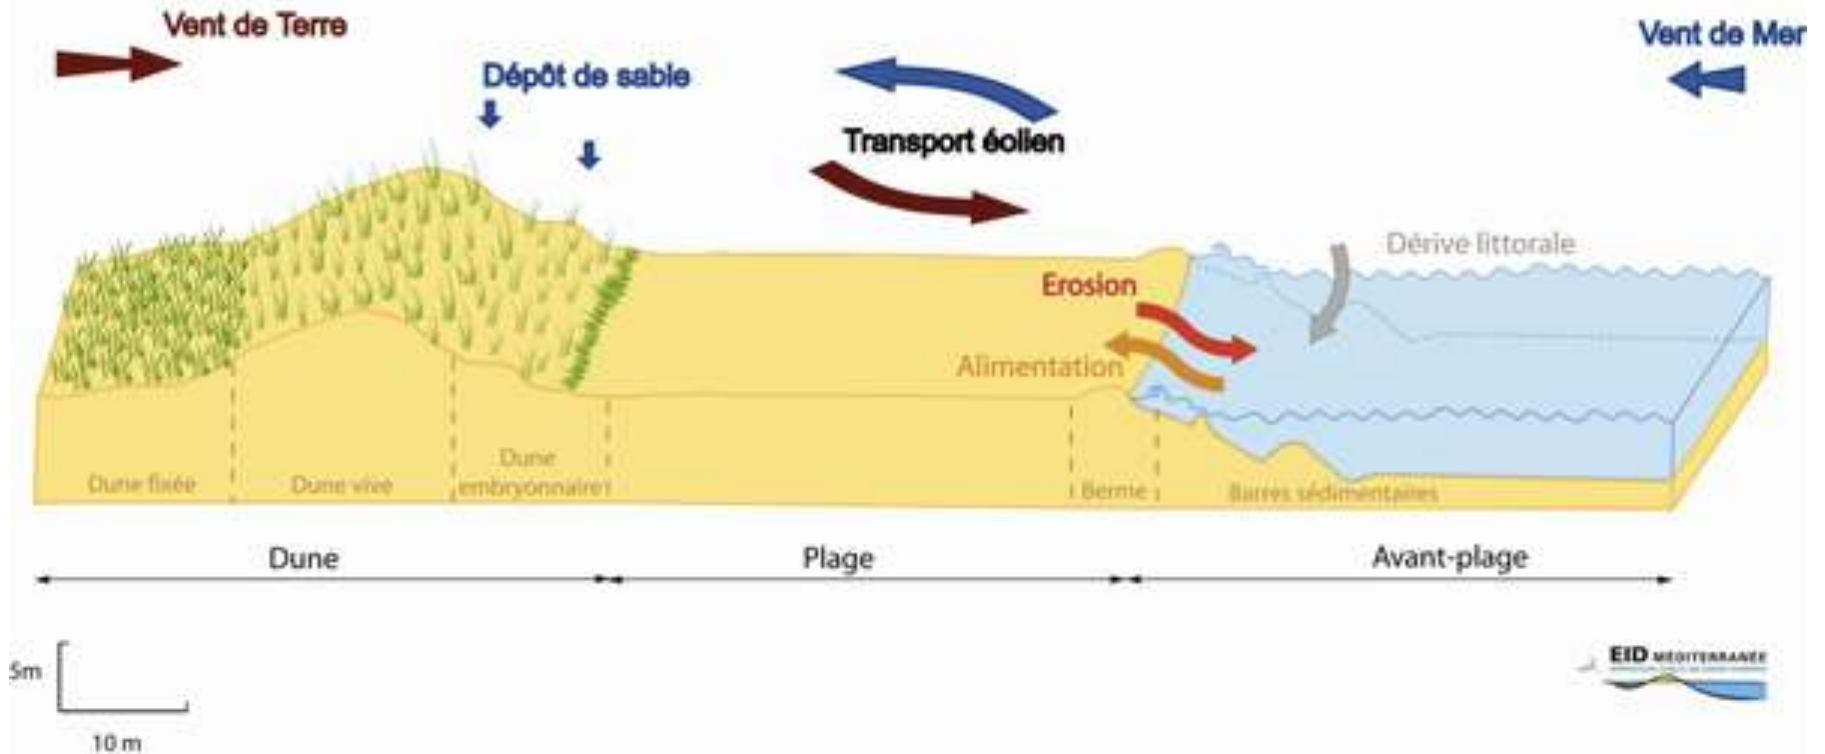 Vent de Terre
Vent de Mer
Dépôt de sable
Transport éolien
Dérive littorale
Erosion
Alimentation
Dune fixée
Dune vive
Dune
embryonnaire
Berme
Barres sédimentaires
Dune
Plage
Avant-plage
5m
10 m
EID MÉDITERRANÉE